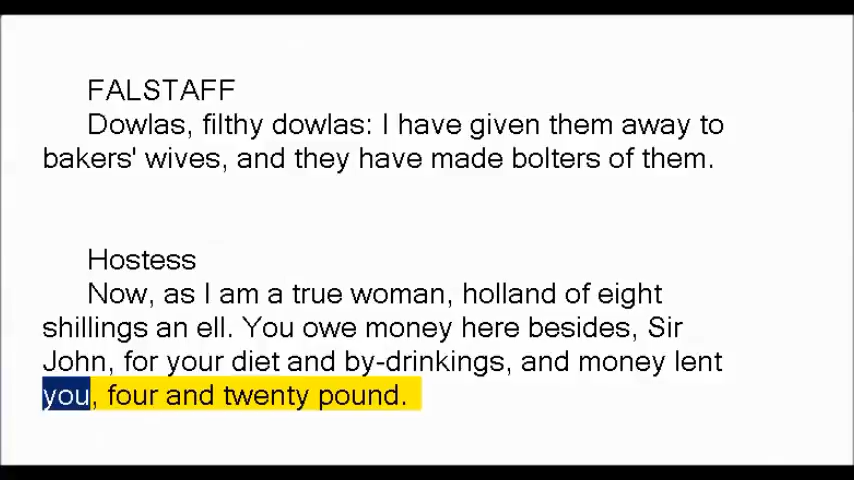 FALSTAFF
Dowlas, filthy dowlas: I have given them away to
bakers' wives, and they have made bolters of them.
Hostess
Now, as I am a true woman, holland of eight
shillings an ell. You owe money here besides, Sir
John, for your diet and by-drinkings, and money lent
you, four and twenty pound.